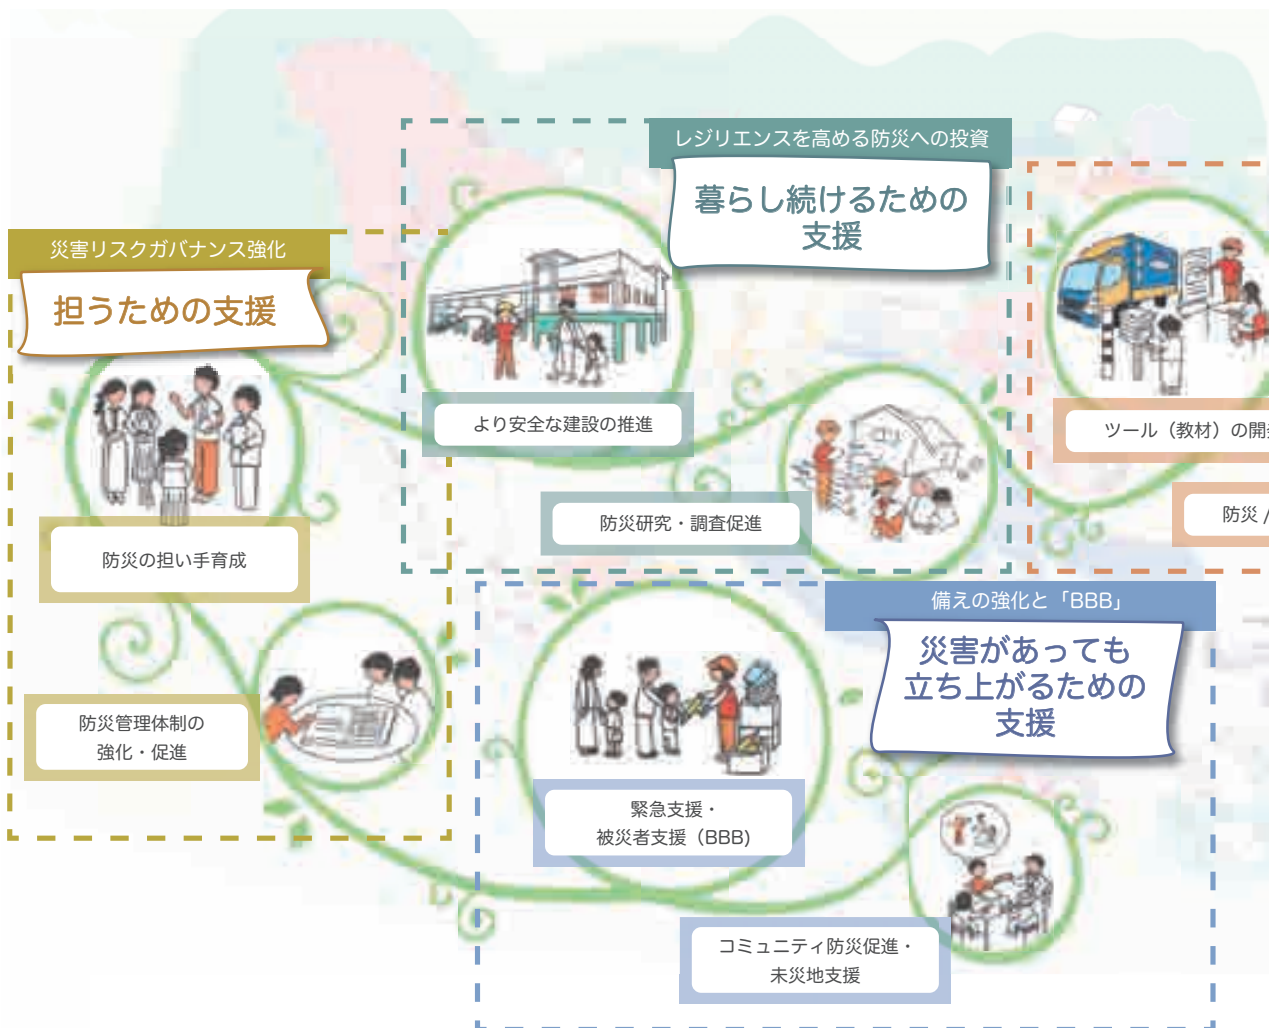 レジリエンスを高める防災への投資
暮らし続けるための
支援
災害リスクガバナンス強化
担うための支援
より安全な建設の推進
ツール（教材）の開
防災研究・調査促進
防災 /
防災の担い手育成
備えの強化と「BBB」
災害があっても
立ち上がるための
支援
防災管理体制の
強化・促進
緊急支援・
被災者支援（BBB)
コミュニティ防災促進・
未災地支援